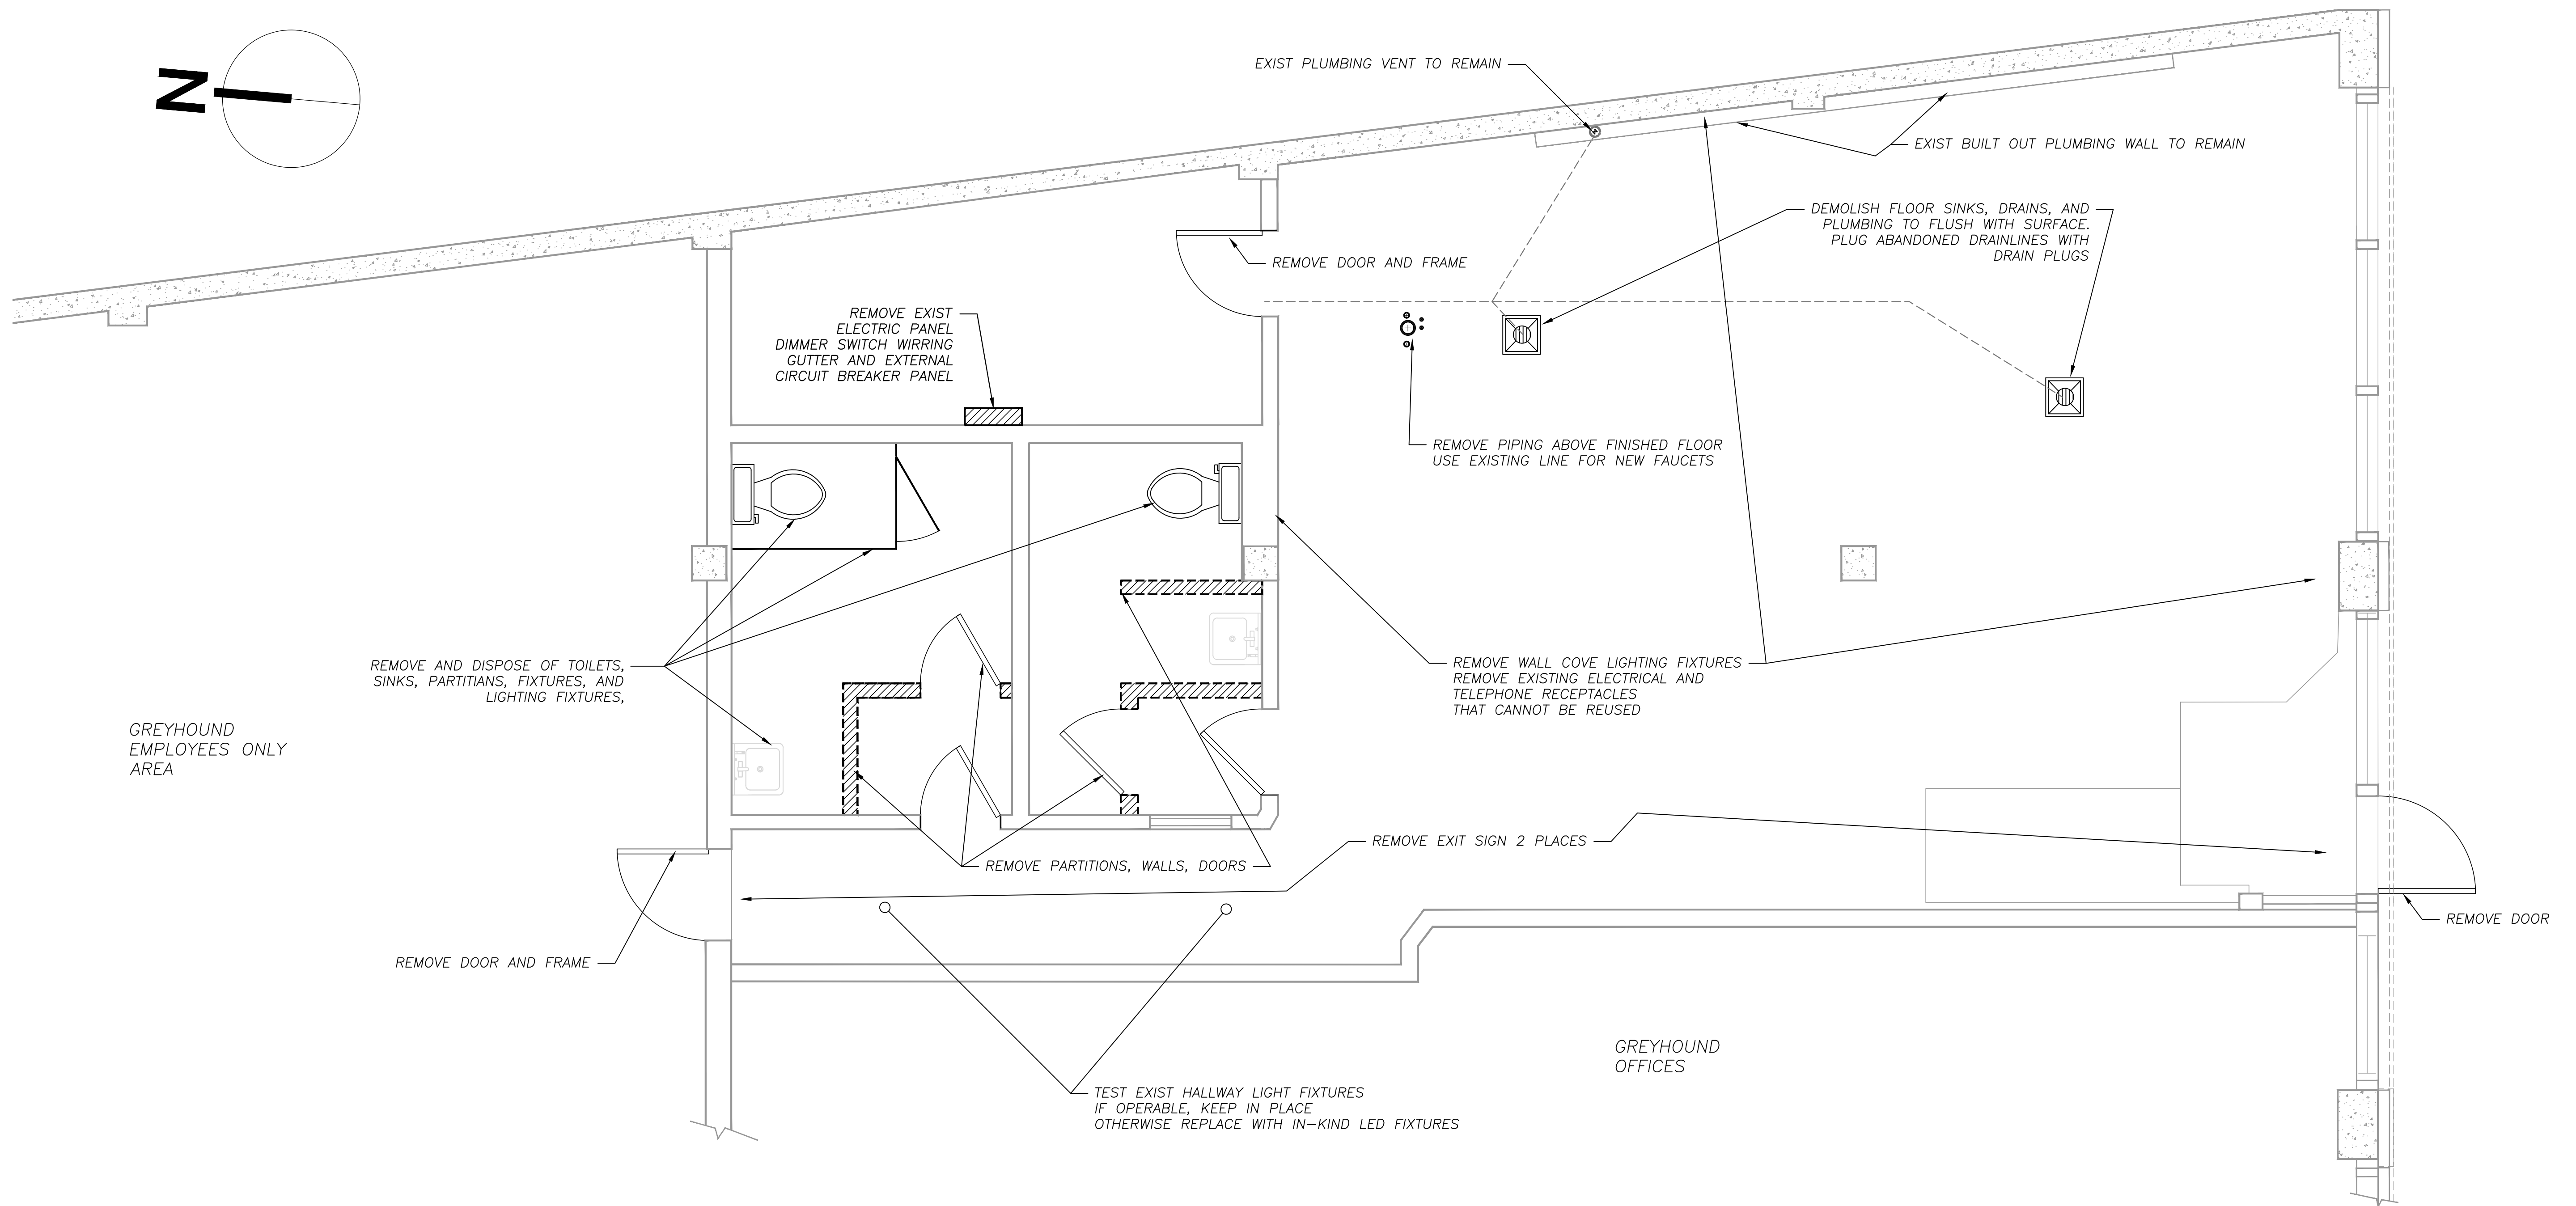 N
EXIST PLUMBING VENT TO REMAIN
EXIST BUILT OUT PLUMBING WALL TO REMAIN
DEMOLISH FLOOR SINKS, DRAINS, AND
PLUMBING TO FLUSH WITH SURFACE.
PLUG ABANDONED DRAINLINES WITH
DRAIN PLUGS
REMOVE DOOR AND FRAME
REMOVE EXIST
ELECTRIC PANEL
DIMMER SWITCH WIRRING
GUTTER AND EXTERNAL
CIRCUIT BREAKER PANEL
REMOVE PIPING ABOVE FINISHED FLOOR
USE EXISTING LINE FOR NEW FAUCETS
REMOVE AND DISPOSE OF TOILETS,
SINKS, PARTITIANS, FIXTURES, AND
LIGHTING FIXTURES,
REMOVE WALL COVE LIGHTING FIXTURES
REMOVE EXISTING ELECTRICAL AND
TELEPHONE RECEPTACLES
THAT CANNOT BE REUSED
GREYHOUND
EMPLOYEES ONLY
AREA
REMOVE EXIT SIGN 2 PLACES
REMOVE PARTITIONS, WALLS, DOORS
REMOVE DOOR
REMOVE DOOR AND FRAME
GREYHOUND
OFFICES
TEST EXIST HALLWAY LIGHT FIXTURES
IF OPERABLE, KEEP IN PLACE
OTHERWISE REPLACE WITH IN-KIND LED FIXTURES